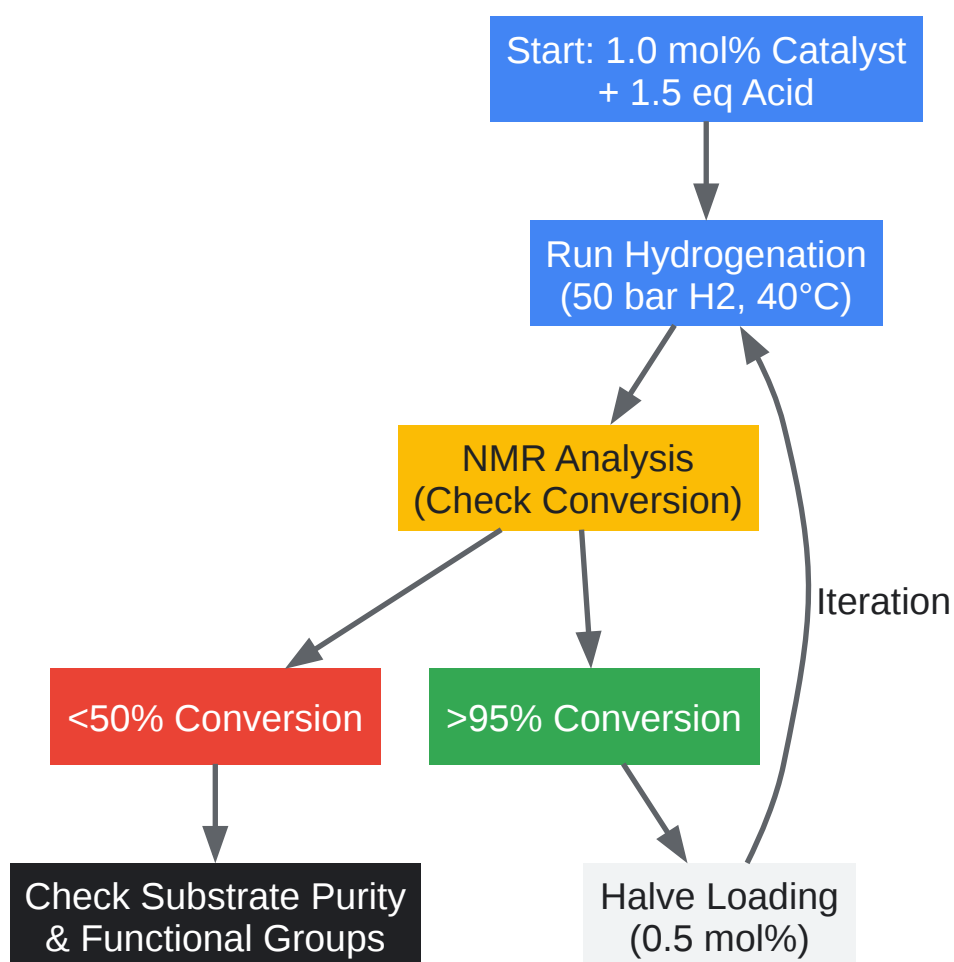 Start: 1.0 mol% Catalyst
+ 1.5 eq Acid
Run Hydrogenation
(50 bar H2, 40°C)
NMR Analysis
(Check Conversion)
Iteration
<50% Conversion
>95% Conversion
Check Substrate Purity
& Functional Groups
Halve Loading
(0.5 mol%)